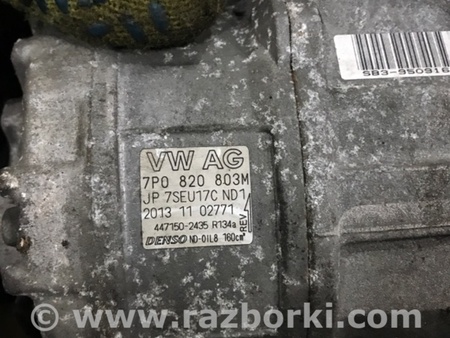 SB3-950916
VW AG
7P0 820 803M
JP 7SEU17C ND1
2013 11 02771
447150-2435 R134a
DENSO ND-OIL8 160cm³
REV
www.razborki.com